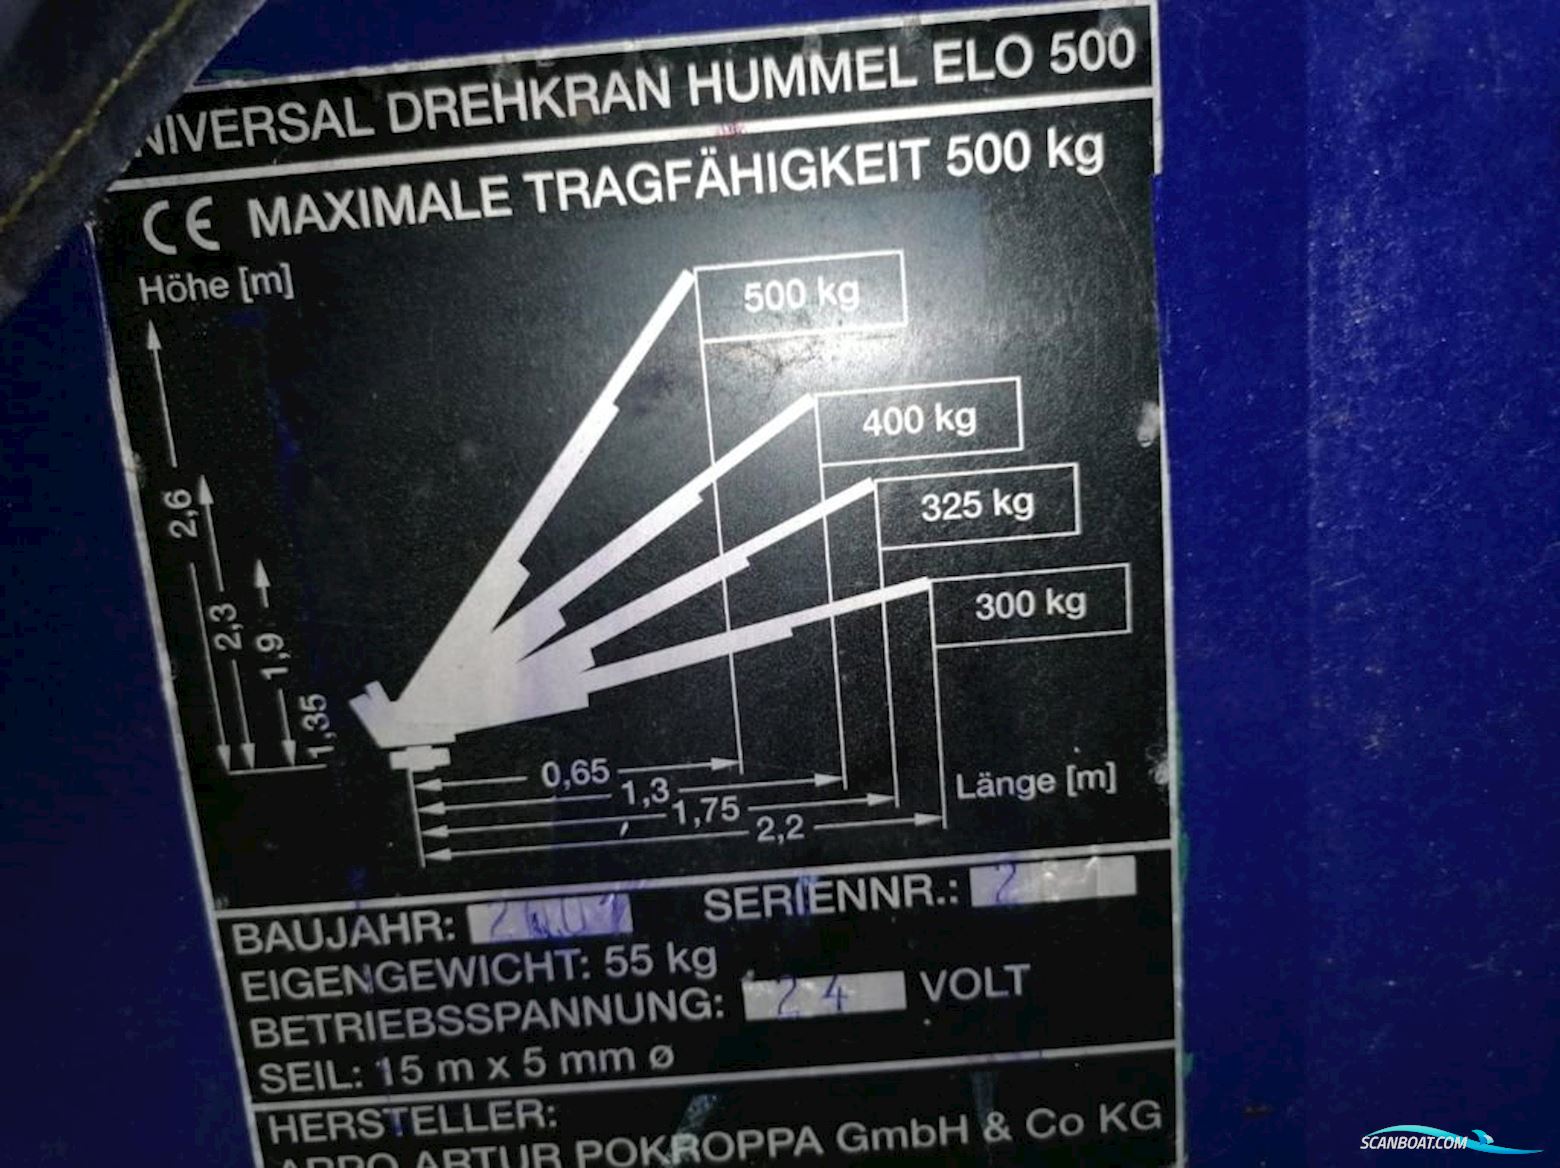 NIVERSAL DREHKRAN HUMMEL ELO 500
CE MAXIMALE TRAGFÄHIGKEIT 500 kg
Höhe [m]
500 kg
400 kg
325 kg
300 kg
2,6
2,3
1,9
1,35
0,65
1,3
1,75
2,2
Länge [m]
BAUJAHR: SERIENNR.: 2
EIGENGEWICHT: 55 kg
BETRIEBSSPANNUNG: 24 VOLT
SEIL: 15 m x 5 mm ø
HERSTELLER:
ARTUR POKROPPA GmbH & Co KG
SCANBOAT.COM